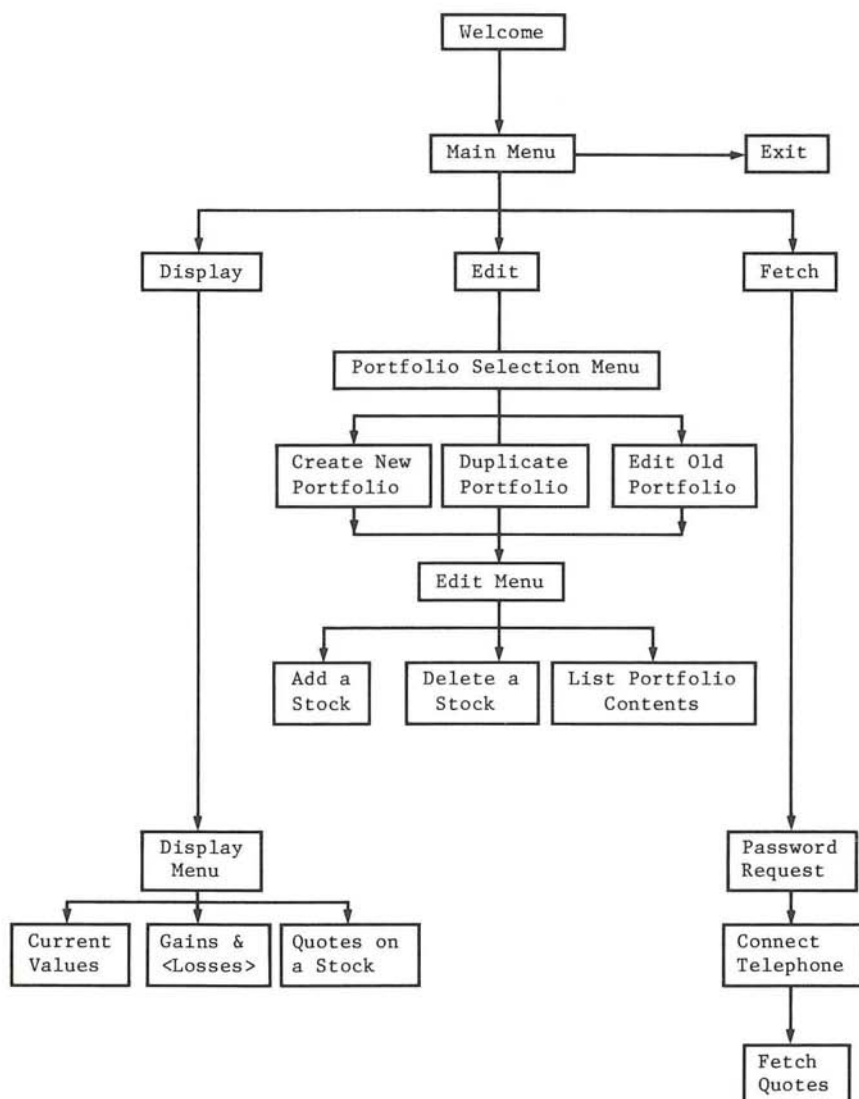 Welcome
Main Menu
Exit
Display
Edit
Fetch
Portfolio Selection Menu
Create New
Portfolio
Duplicate
Portfolio
Edit Old
Portfolio
Edit Menu
Add a
Stock
Delete a
Stock
List Portfolio
Contents
Display
Menu
Password
Request
Current
Values
Gains &
<Losses>
Quotes on
a Stock
Connect
Telephone
Fetch
Quotes